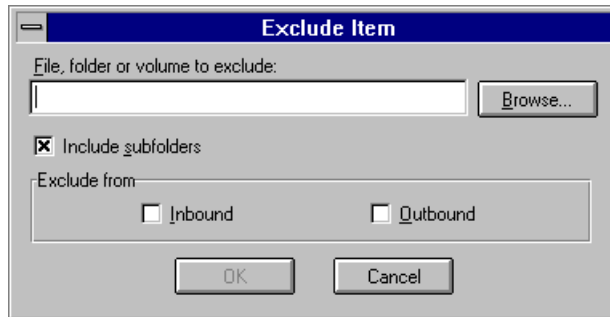 Exclude Item
File, folder or volume to exclude:
Browse...
Include subfolders
Exclude from
Inbound
Outbound
OK
Cancel